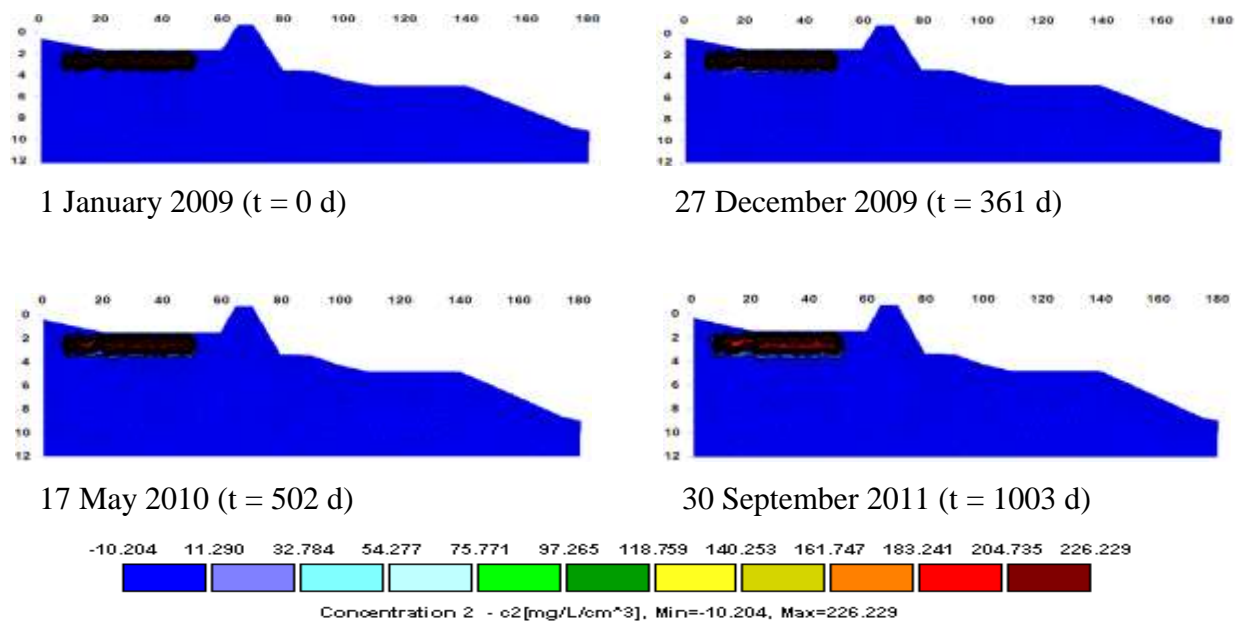 0 20 40 60 80 100 120 140 160 180
0
2
4
6
8
10
12
1 January 2009 (t = 0 d)
0 20 40 60 80 100 120 140 160 180
0
2
4
6
8
10
12
27 December 2009 (t = 361 d)
0 20 40 60 80 100 120 140 160 180
0
2
4
6
8
10
12
17 May 2010 (t = 502 d)
0 20 40 60 80 100 120 140 160 180
0
2
4
6
8
10
12
30 September 2011 (t = 1003 d)
-10.204 11.290 32.784 54.277 75.771 97.265 118.759 140.253 161.747 183.241 204.735 226.229
Concentration 2 - c2[mg/L/cm^3], Min=-10.204, Max=226.229